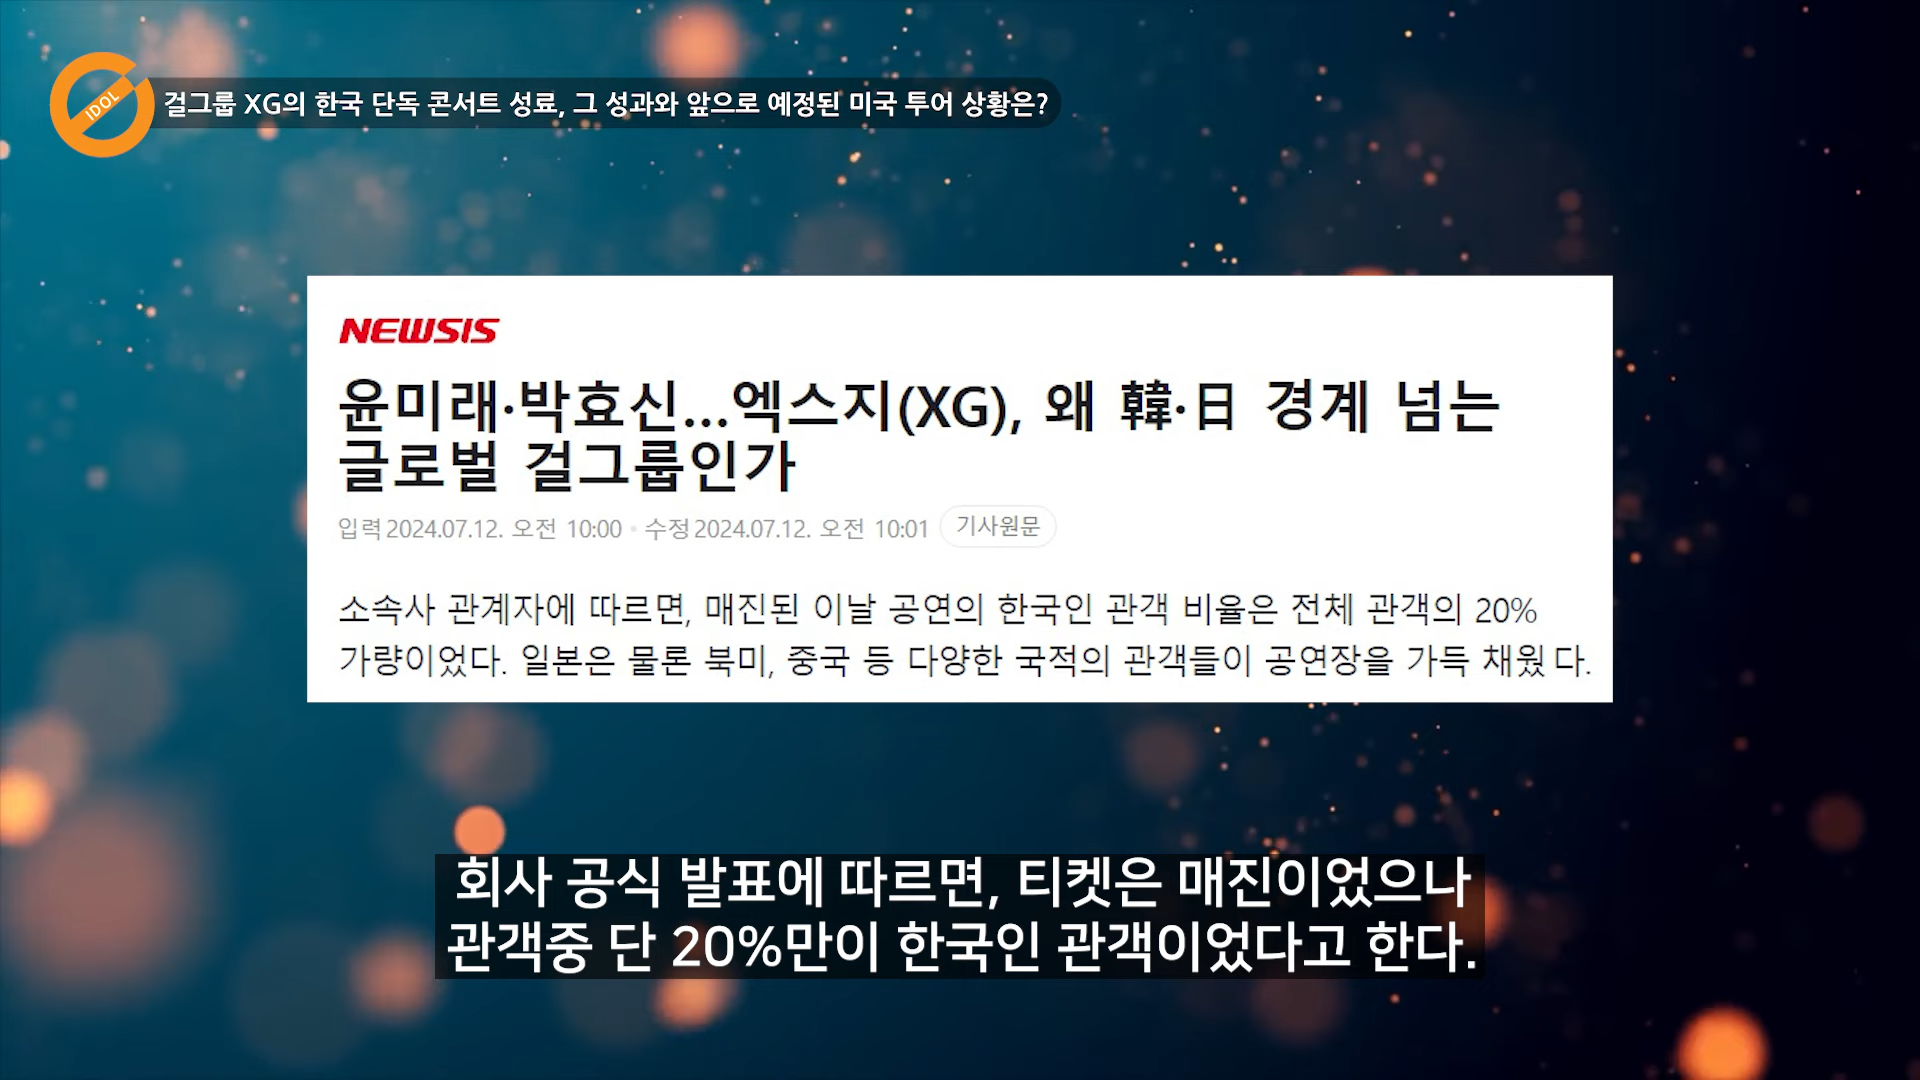 IDOL
걸그룹 XG의 한국 단독 콘서트 성료, 그 성과와 앞으로 예정된 미국 투어 상황은?
NEWSIS
윤미래·박효신...엑스지(XG), 왜 韓·日 경계 넘는
글로벌 걸그룹인가
입력 2024.07.12. 오전 10:00 • 수정 2024.07.12. 오전 10:01 기사원문
소속사 관계자에 따르면, 매진된 이날 공연의 한국인 관객 비율은 전체 관객의 20%
가량이었다. 일본은 물론 북미, 중국 등 다양한 국적의 관객들이 공연장을 가득 채웠다.
회사 공식 발표에 따르면, 티켓은 매진이었으나
관객중 단 20%만이 한국인 관객이었다고 한다.